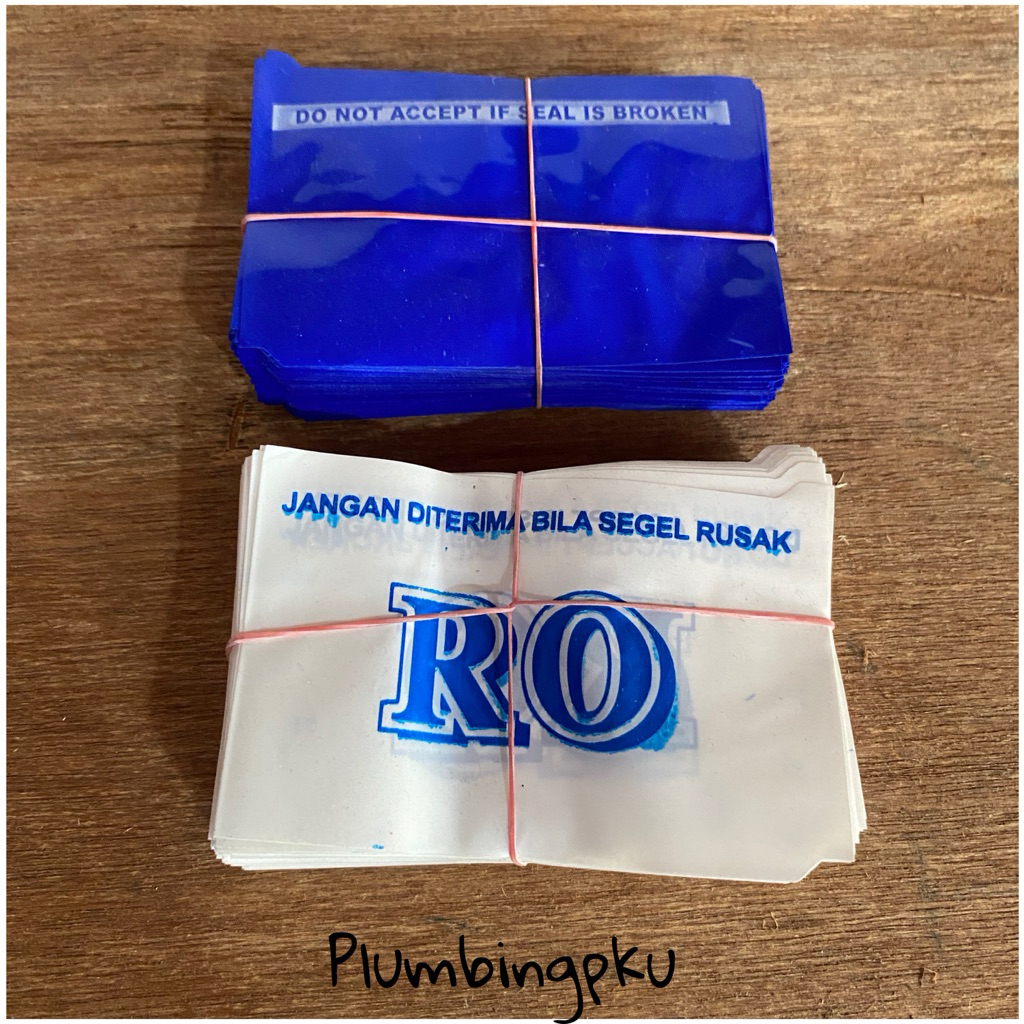 DO NOT ACCEPT IF SEAL IS BROKEN
JANGAN DITERIMA BILA SEGEL RUSAK
RO
Plumbingpku